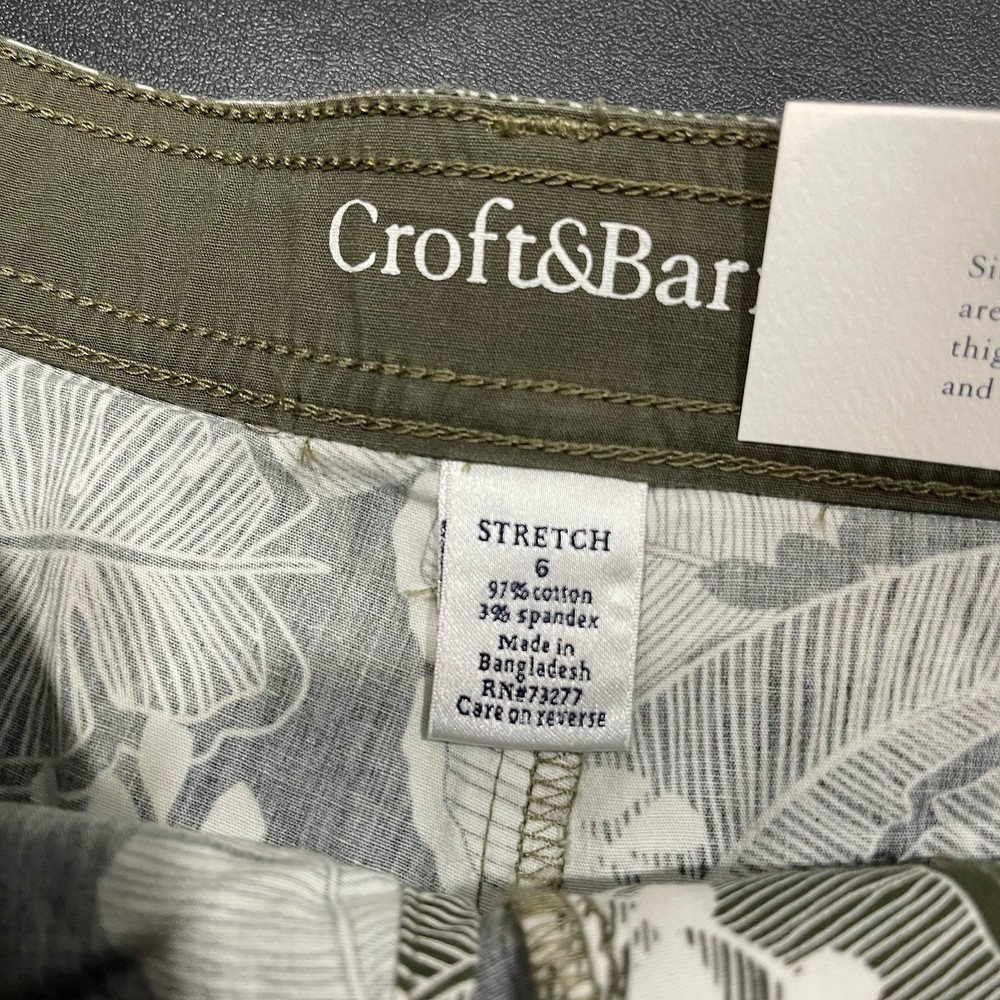 Croft&Bar
Si
are
thig
and
STRETCH
6
97% cotton
3% spandex
Made in
Bangladesh
RN#73277
Care on reverse